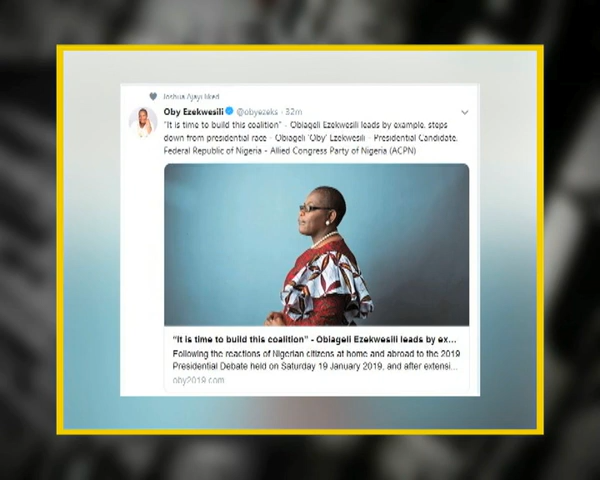 Joshua Ajayi liked
Oby Ezekwesili @obyezeks · 32m
"It is time to build this coalition" - Obiageli Ezekwesili leads by example, steps
down from presidential race - Obiageli 'Oby' Ezekwesili - Presidential Candidate,
Federal Republic of Nigeria - Allied Congress Party of Nigeria (ACPN)
"It is time to build this coalition" - Obiageli Ezekwesili leads by ex...
Following the reactions of Nigerian citizens at home and abroad to the 2019
Presidential Debate held on Saturday 19 January 2019, and after extensi...
oby2019.com